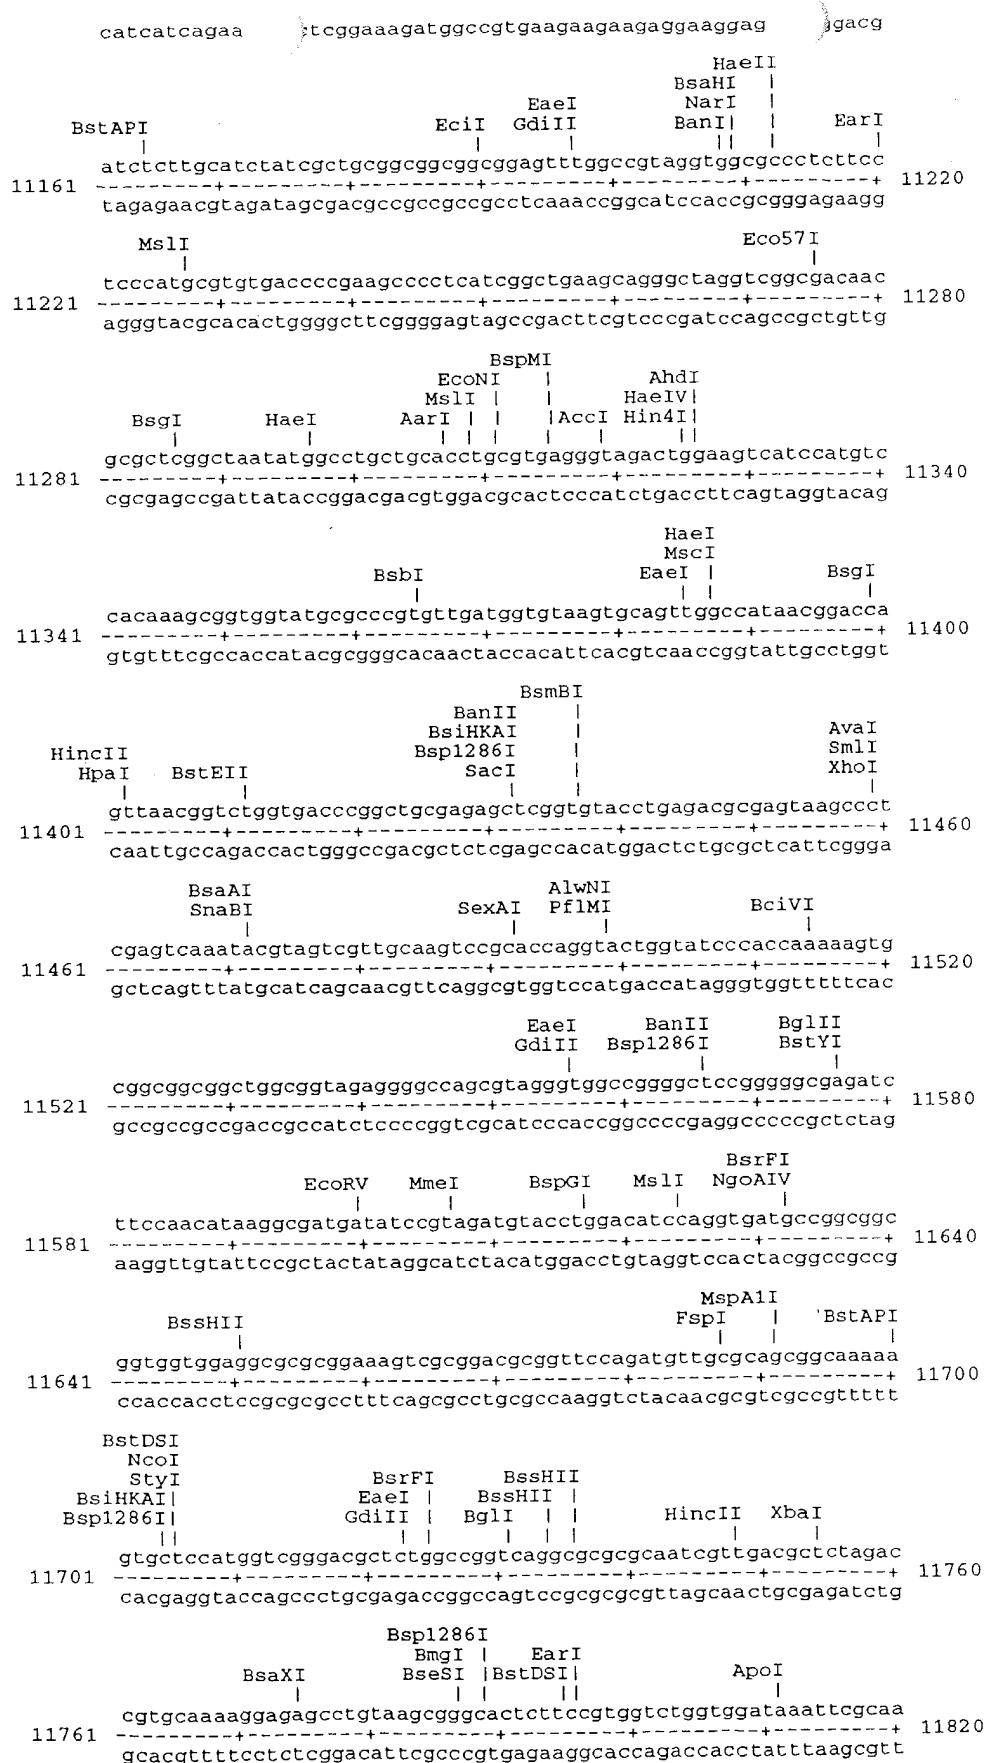 catcatcagaa tcggaaagatggccgtgaagaagaagaggaaggag ggacg
HaeII
BsaHI
EaeI NarI
BstAPI EciI GdiII BanI EarI
atctcttgcatctatcgctgcggcggcggcggagtttggccgtaggtggcgccctcttcc
11161 ---------+---------+---------+---------+---------+---------+ 11220
tagagaacgtagatagcgacgccgccgccgcctcaaaccggcatccaccgcgggagaagg
MslI Eco57I
tcccatgcgtgtgaccccgaagcccctcatcggctgaagcagggctaggtcggcgacaac
11221 ---------+---------+---------+---------+---------+---------+ 11280
agggtacgcacactggggcttcggggagtagccgacttcgtcccgatccagccgctgttg
BspMI
EcoNI AhdI
MslI HaeIV
BsgI HaeI AarI AccI Hin4I
gcgctcggctaatatggcctgctgcacctgcgtgagggtagactggaagtcatccatgtc
11281 ---------+---------+---------+---------+---------+---------+ 11340
cgcgagccgattataccggacgacgtggacgcactcccatctgaccttcagtaggtacag
HaeI
MscI
BsbI EaeI BsgI
cacaaagcggtggtatgcgcccgtgttgatggtgtaagtgcagttggccataacggacca
11341 ---------+---------+---------+---------+---------+---------+ 11400
gtgtttcgccaccatacgcgggcacaactaccacattcacgtcaaccggtattgcctggt
BsmBI
BanII
BsiHKAI AvaI
HincII Bsp1286I SmlI
HpaI BstEII SacI XhoI
gttaacggtctggtgacccggctgcgagagctcggtgtacctgagacgcgagtaagccct
11401 ---------+---------+---------+---------+---------+---------+ 11460
caattgccagaccactgggccgacgctctcgagccacatggactctgcgctcattcggga
BsaAI AlwNI
SnaBI SexAI PflMI BciVI
cgagtcaaatacgtagtcgttgcaagtccgcaccaggtactggtatcccaccaaaaagtg
11461 ---------+---------+---------+---------+---------+---------+ 11520
gctcagtttatgcatcagcaacgttcaggcgtggtccatgaccatagggtggtttttcac
EaeI BanII BglII
GdiII Bsp1286I BstYI
cggcggcggctggcggtagaggggccagcgtagggtggccggggctccgggggcgagatc
11521 ---------+---------+---------+---------+---------+---------+ 11580
gccgccgccgaccgccatctccccggtcgcatcccaccggccccgaggcccccgctctag
BsrFI
EcoRV MmeI BspGI MslI NgoAIV
ttccaacataaggcgatgatatccgtagatgtacctggacatccaggtgatgccggcggc
11581 ---------+---------+---------+---------+---------+---------+ 11640
aaggttgtattccgctactataggcatctacatggacctgtaggtccactacggccgccg
MspA1I
BssHII FspI BstAPI
ggtggtggaggcgcgcggaaagtcgcggacgcggttccagatgttgcgcagcggcaaaaa
11641 ---------+---------+---------+---------+---------+---------+ 11700
ccaccacctccgcgcgcctttcagcgcctgcgccaaggtctacaacgcgtcgccgttttt
BstDSI
NcoI
StyI BsrFI BssHII
BsiHKAI EaeI BssHII
Bsp1286I GdiII BglI HincII XbaI
gtgctccatggtcgggacgctctggccggtcaggcgcgcgcaatcgttgacgctctagac
11701 ---------+---------+---------+---------+---------+---------+ 11760
cacgaggtaccagccctgcgagaccggccagtccgcgcgcgttagcaactgcgagatctg
Bsp1286I
BmgI EarI
BsaXI BseSI BstDSI ApoI
cgtgcaaaaggagagcctgtaagcgggcactcttccgtggtctggtggataaattcgcaa
11761 ---------+---------+---------+---------+---------+---------+ 11820
gcacgttttcctctcggacattcgcccgtgagaaggcaccagaccacctatttaagcgtt